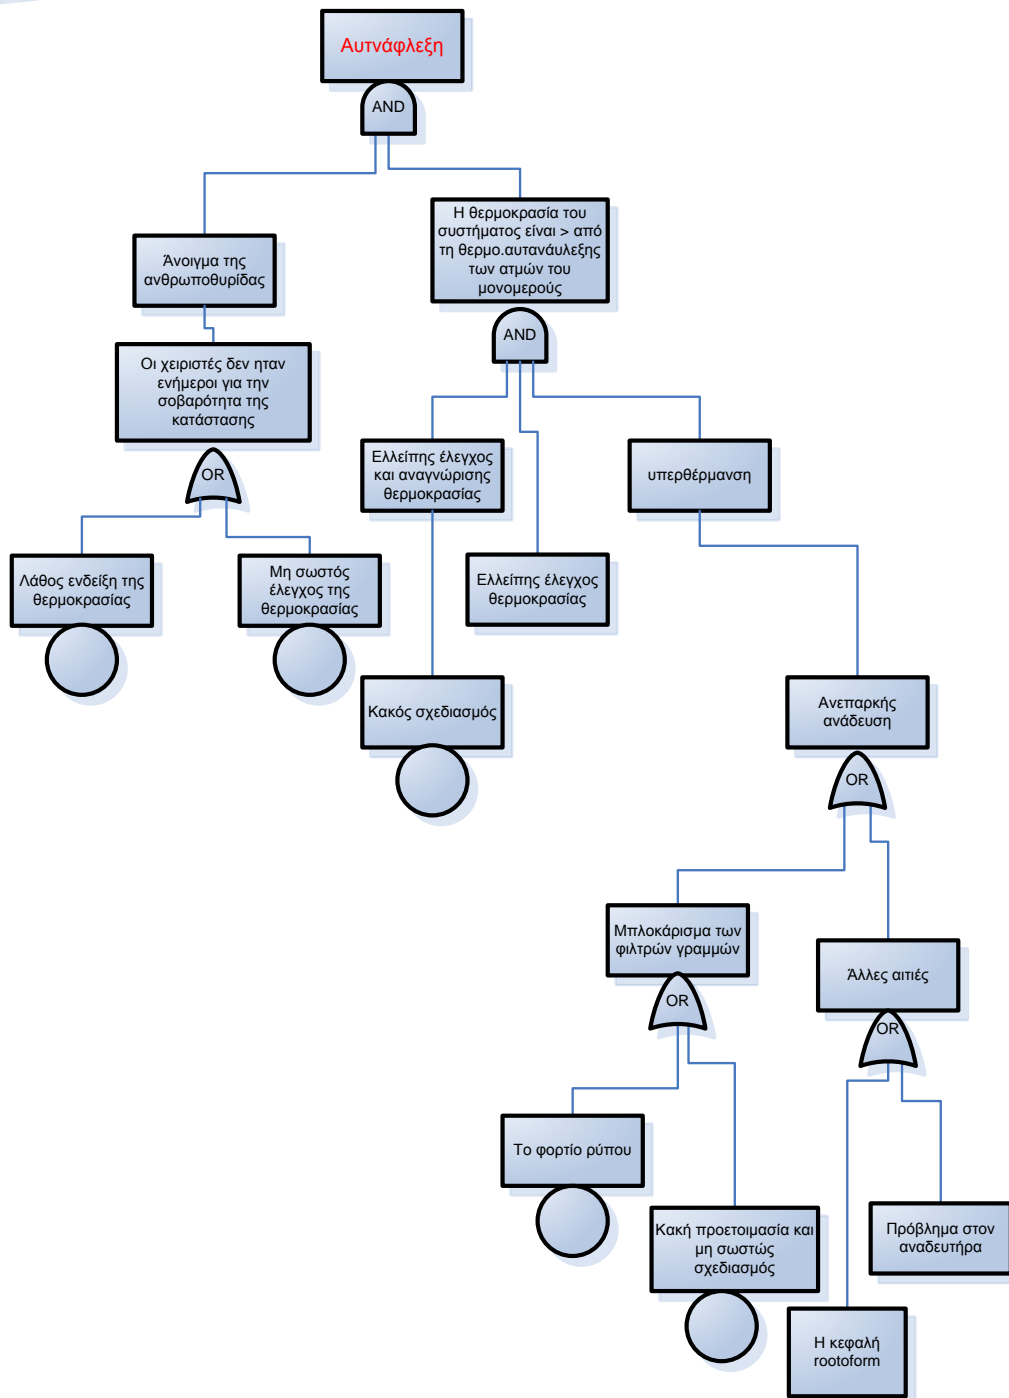 Αυτνάφλεξη
AND
Η θερμοκρασία του
συστήματος είναι > από
τη θερμο.αυτανάυλεξης
των ατμών του
μονομερούς
Άνοιγμα της
ανθρωποθυρίδας
AND
Οι χειριστές δεν ηταν
ενήμεροι για την
σοβαρότητα της
κατάστασης
Ελλείπης έλεγχος
και αναγνώρισης
θερμοκρασίας
υπερθέρμανση
OR
Λάθος ενδείξη της
θερμοκρασίας
Μη σωστός
έλεγχος της
θερμοκρασίας
Ελλείπης έλεγχος
θερμοκρασίας
Κακός σχεδιασμός
Ανεπαρκής
ανάδευση
OR
Μπλοκάρισμα των
φιλτρών γραμμών
Άλλες αιτιές
OR
OR
Το φορτίο ρύπου
Κακή προετοιμασία και
μη σωστώς
σχεδιασμός
Πρόβλημα στον
αναδευτήρα
Η κεφαλή
rootoform